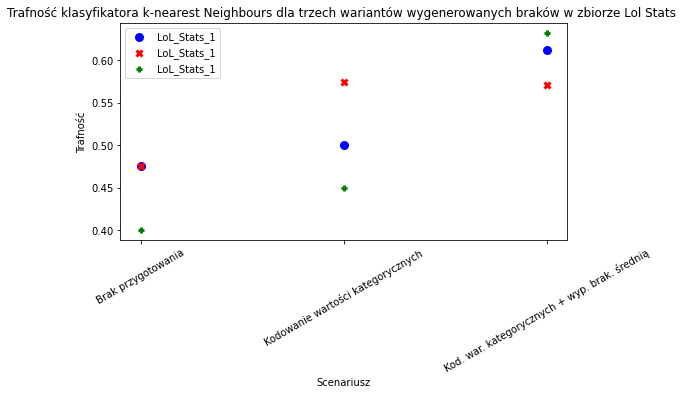 Trafność klasyfikatora k-nearest Neighbours dla trzech wariantów wygenerowanych braków w zbiorze Lol Stats
LoL_Stats_1
LoL_Stats_1
LoL_Stats_1
Trafność
0.60
0.55
0.50
0.45
0.40
Brak przygotowania
Kodowanie wartości kategorycznych
Kod. war. kategorycznych + wyp. brak. średnią
Scenariusz